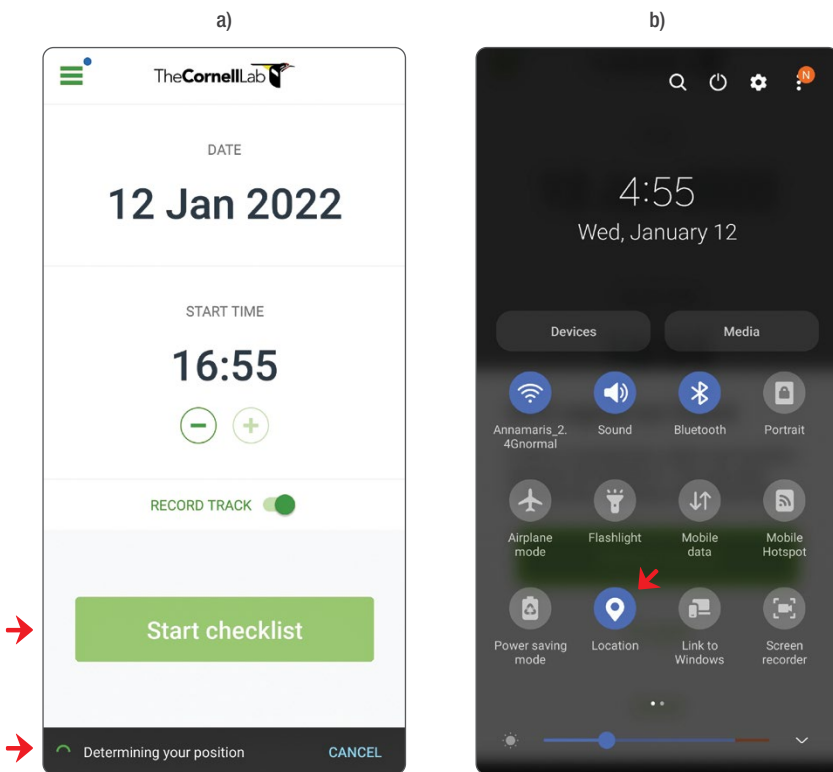 a)
TheCornellLab
DATE
12 Jan 2022
START TIME
16:55
RECORD TRACK
Start checklist
Determining your position CANCEL
b)
N
4:55
Wed, January 12
Devices Media
Annamaris_2.
4Gnormal
Sound
Bluetooth
Portrait
Airplane
mode
Flashlight
Mobile
data
Mobile
Hotspot
Power saving
mode
Location
Link to
Windows
Screen
recorder